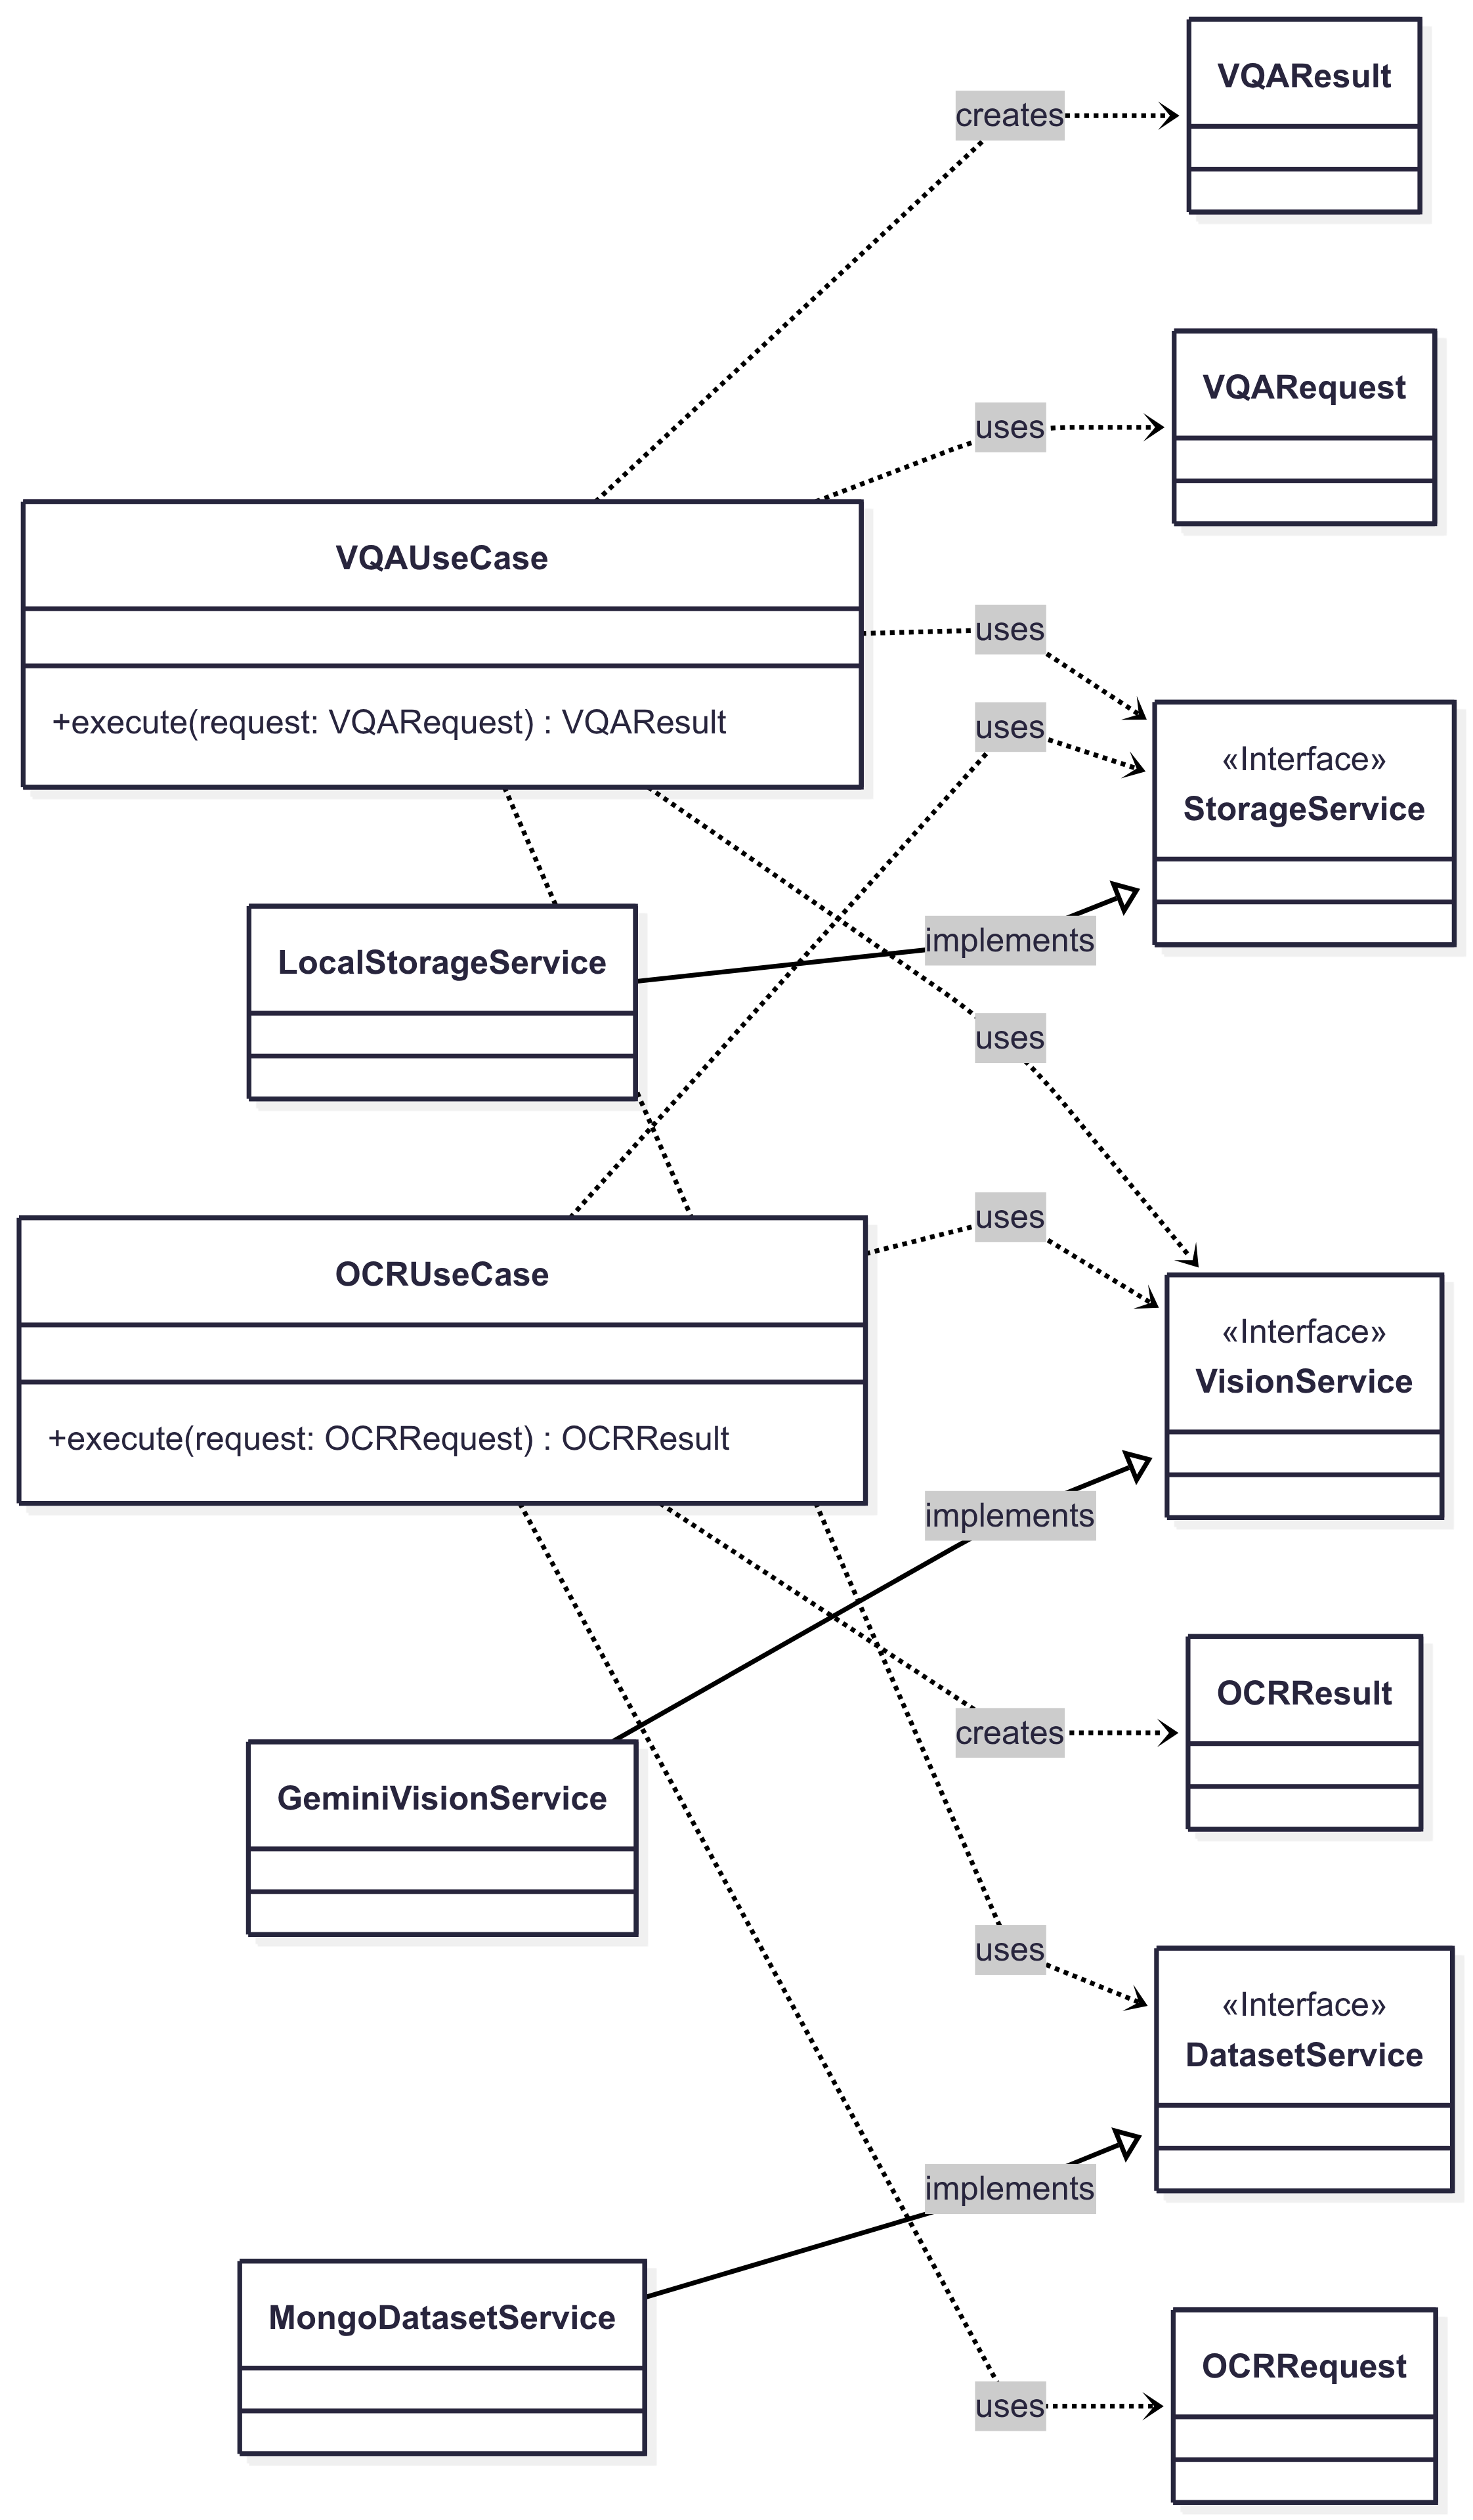 VQAResult
creates
VQARequest
uses
VQAUseCase
+execute(request: VQARequest) : VQAResult
uses
uses
«Interface»
StorageService
LocalStorageService
implements
uses
uses
OCRUseCase
+execute(request: OCRRequest) : OCRResult
«Interface»
VisionService
implements
OCRResult
creates
GeminiVisionService
uses
«Interface»
DatasetService
implements
MongoDatasetService
OCRRequest
uses